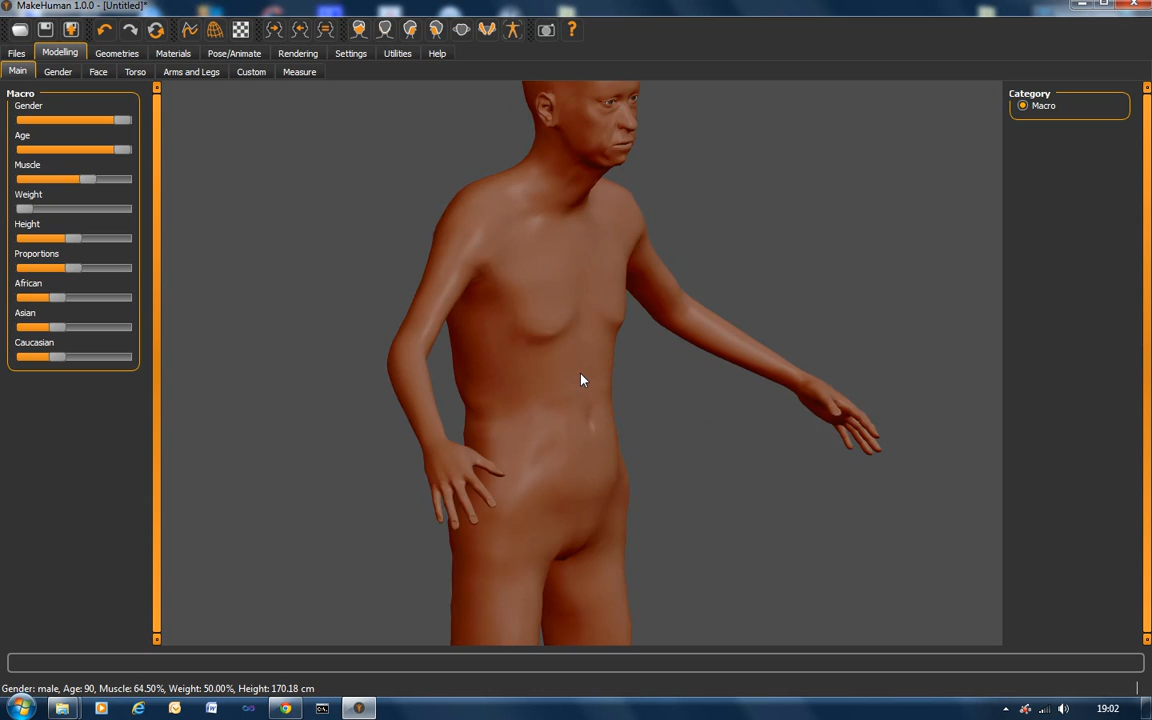 MakeHuman 1.0.0 - [Untitled]*
Files Modelling Geometries Materials Pose/Animate Rendering Settings Utilities Help
Main Gender Face Torso Arms and Legs Custom Measure
Macro
Gender
Age
Muscle
Weight
Height
Proportions
African
Asian
Caucasian
Category
Macro
Gender: male, Age: 90, Muscle: 64.50%, Weight: 50.00%, Height: 170.18 cm
19:02